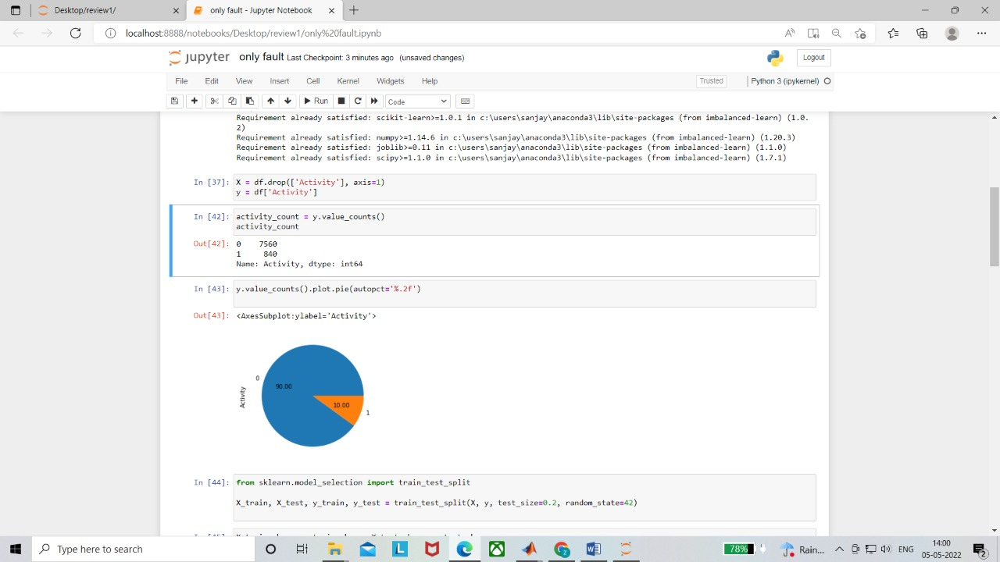 Desktop/review1/
only fault - Jupyter Notebook
localhost:8888/notebooks/Desktop/review1/only%20fault.ipynb
jupyter only fault Last Checkpoint: 3 minutes ago (unsaved changes)
Logout
File Edit View Insert Cell Kernel Widgets Help
Trusted
Python 3 (ipykernel)
Run
Code
Requirement already satisfied: scikit-learn>=1.0.1 in c:\users\sanjay\anaconda3\lib\site-packages (from imbalanced-learn) (1.0.
2)
Requirement already satisfied: numpy>=1.14.6 in c:\users\sanjay\anaconda3\lib\site-packages (from imbalanced-learn) (1.20.3)
Requirement already satisfied: joblib>=0.11 in c:\users\sanjay\anaconda3\lib\site-packages (from imbalanced-learn) (1.1.0)
Requirement already satisfied: scipy>=1.1.0 in c:\users\sanjay\anaconda3\lib\site-packages (from imbalanced-learn) (1.7.1)
In [37]: X = df.drop(['Activity'], axis=1)
y = df['Activity']
In [42]: activity_count = y.value_counts()
activity_count
Out[42]: 0 7560
1 840
Name: Activity, dtype: int64
In [43]: y.value_counts().plot.pie(autopct='%.2f')
Out[43]: <AxesSubplot:ylabel='Activity'>
0
90.00
Activity
10.00
1
In [44]: from sklearn.model_selection import train_test_split
X_train, X_test, y_train, y_test = train_test_split(X, y, test_size=0.2, random_state=42)
Type here to search
78%
Rain...
ENG
14:00
05-05-2022
2